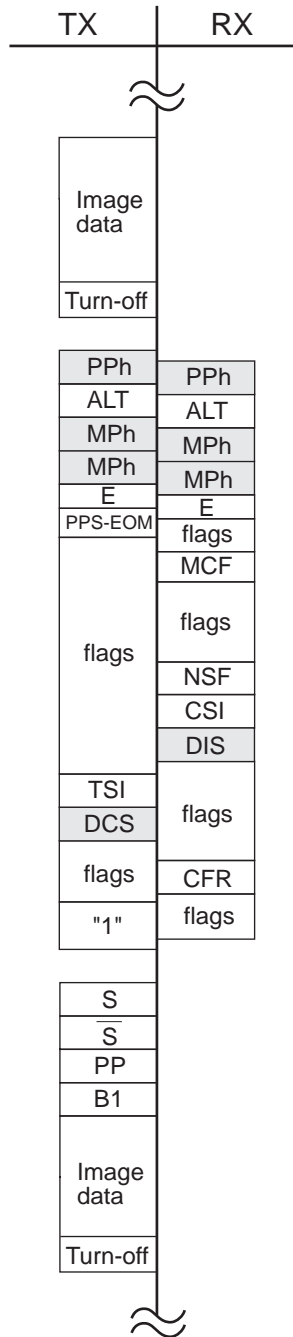 TX
RX
Image
data
Turn-off
PPh
ALT
MPh
MPh
E
PPS-EOM
flags
TSI
DCS
flags
"1"
PPh
ALT
MPh
MPh
E
flags
MCF
flags
NSF
CSI
DIS
flags
CFR
flags
S
S̅
PP
B1
Image
data
Turn-off